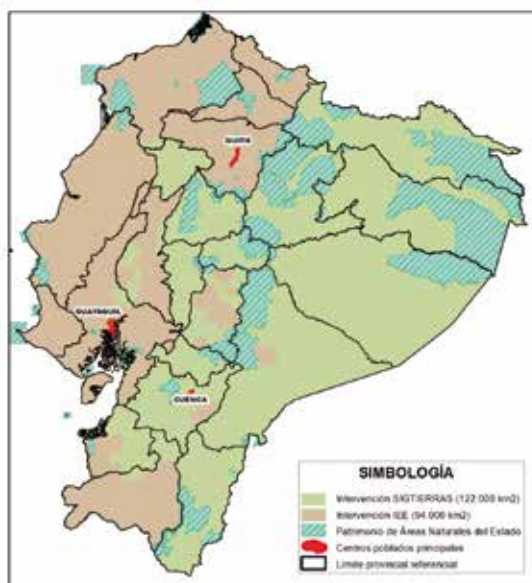 QUITO
GUAYAQUIL
CUENCA
SIMBOLOGÍA
Intervención SIGTIERRAS (122 000 km2)
Intervención IEE (94.000 km2)
Patrimonio de Áreas Naturales del Estado
Centros poblados principales
Límite provincial referencial